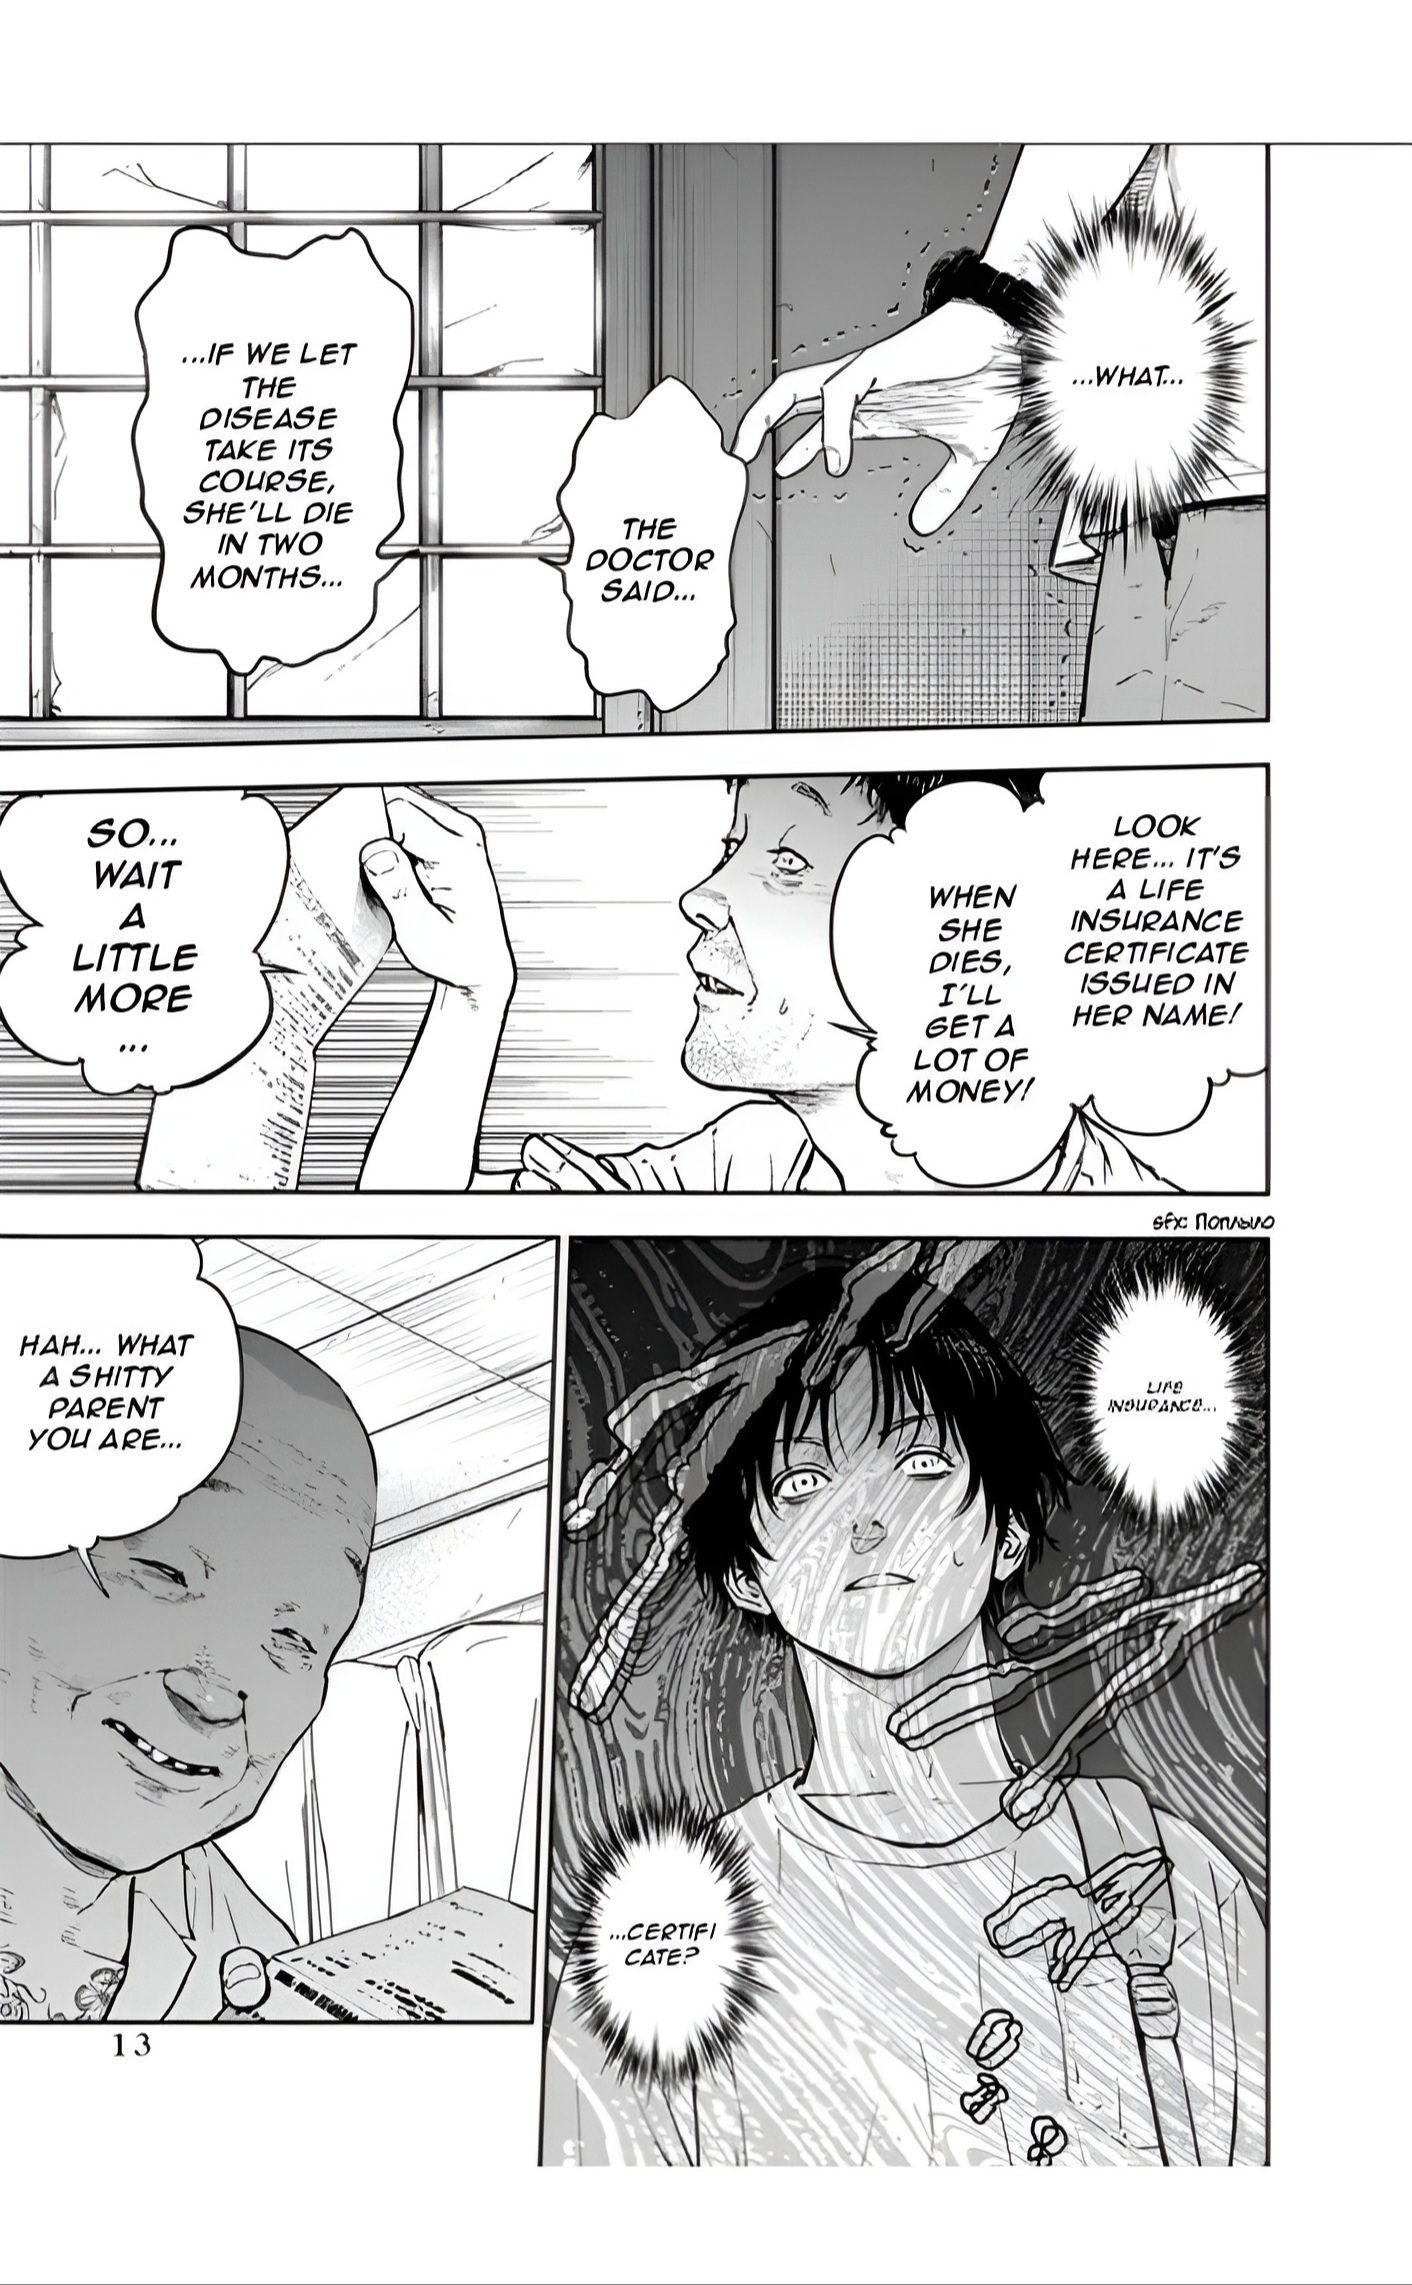 ...WHAT...
THE
DOCTOR
SAID...
...IF WE LET
THE
DISEASE
TAKE ITS
COURSE,
SHE'LL DIE
IN TWO
MONTHS...
LOOK
HERE... IT'S
A LIFE
INSURANCE
CERTIFICATE
ISSUED IN
HER NAME!
WHEN
SHE
DIES,
I'LL
GET A
LOT OF
MONEY!
SO...
WAIT
A
LITTLE
MORE
...
sfx: Поплыло
LIFE
INSURANCE...
...CERTIFI
CATE?
HAH... WHAT
A SHITTY
PARENT
YOU ARE...
13